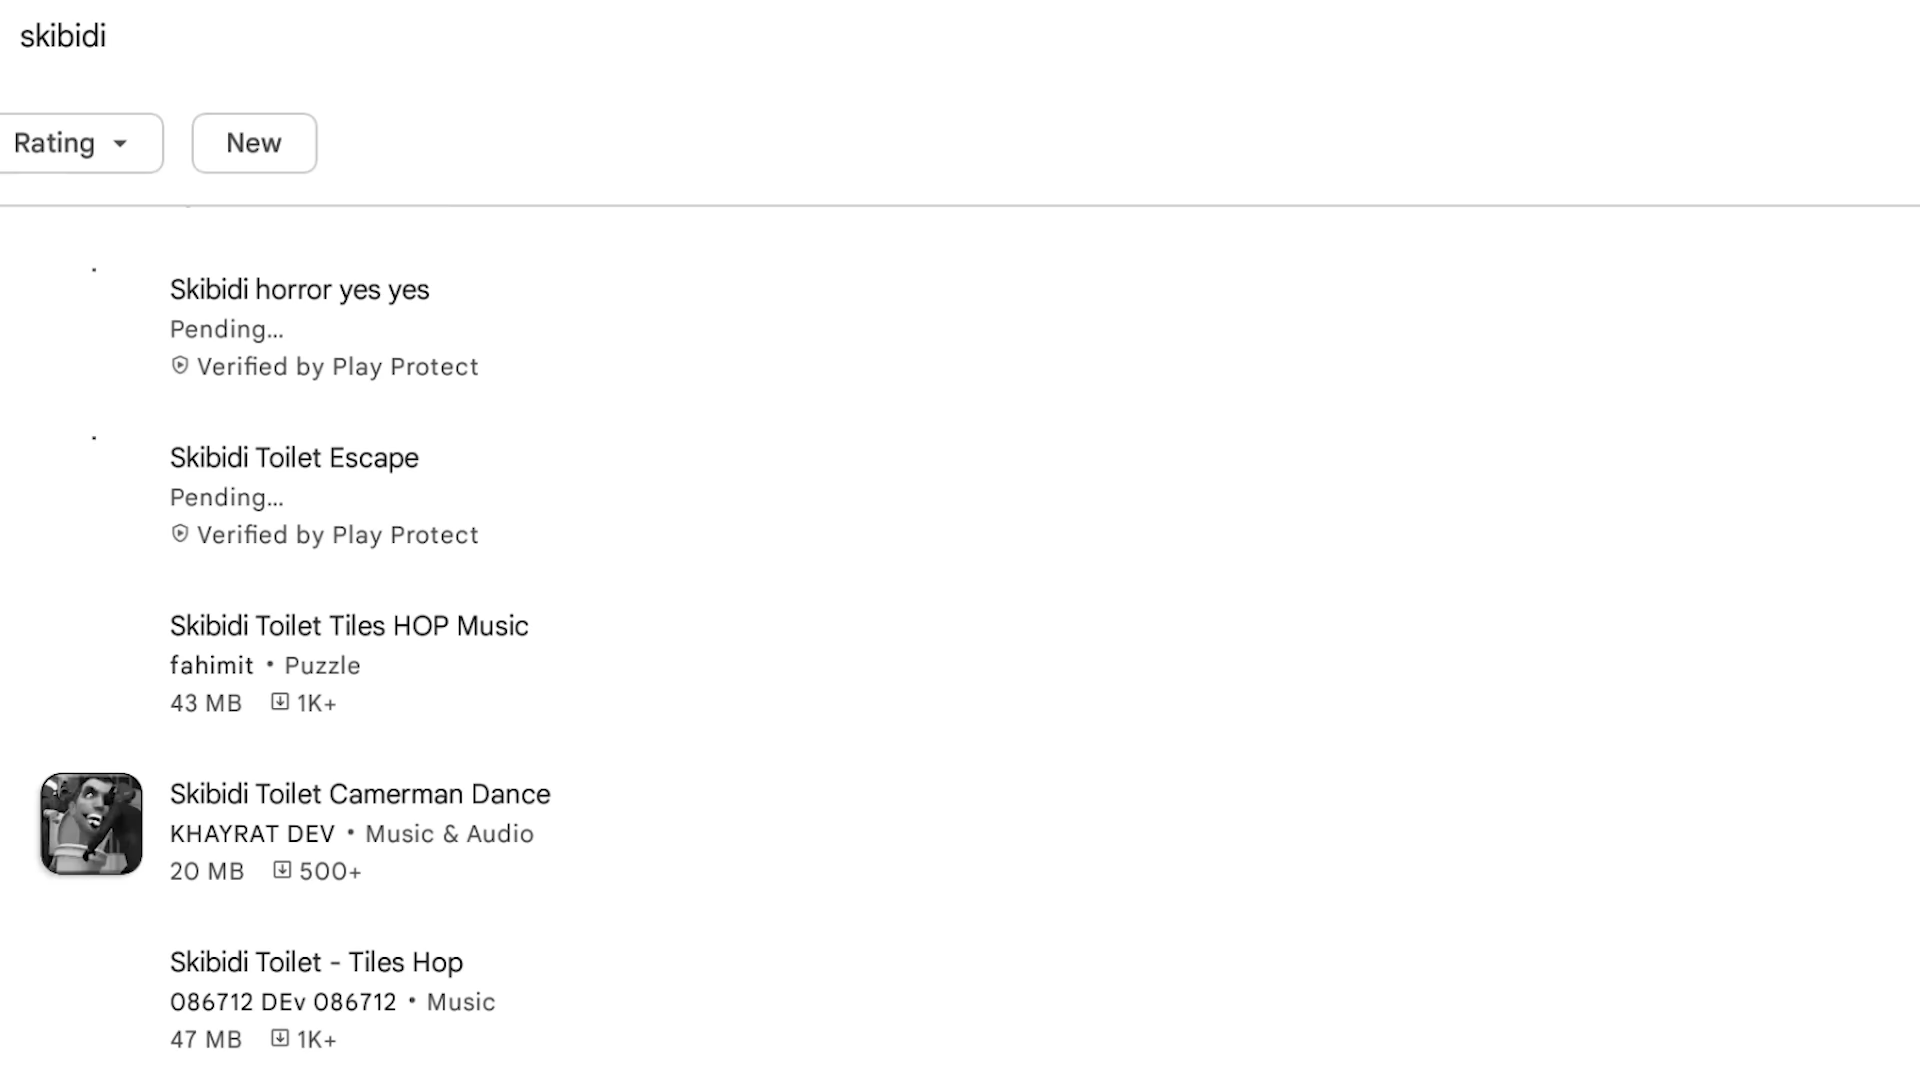 skibidi
Rating
New
Skibidi horror yes yes
Pending...
Verified by Play Protect
Skibidi Toilet Escape
Pending...
Verified by Play Protect
Skibidi Toilet Tiles HOP Music
fahimit • Puzzle
43 MB 1K+
Skibidi Toilet Camerman Dance
KHAYRAT DEV • Music & Audio
20 MB 500+
Skibidi Toilet - Tiles Hop
086712 DEv 086712 • Music
47 MB 1K+